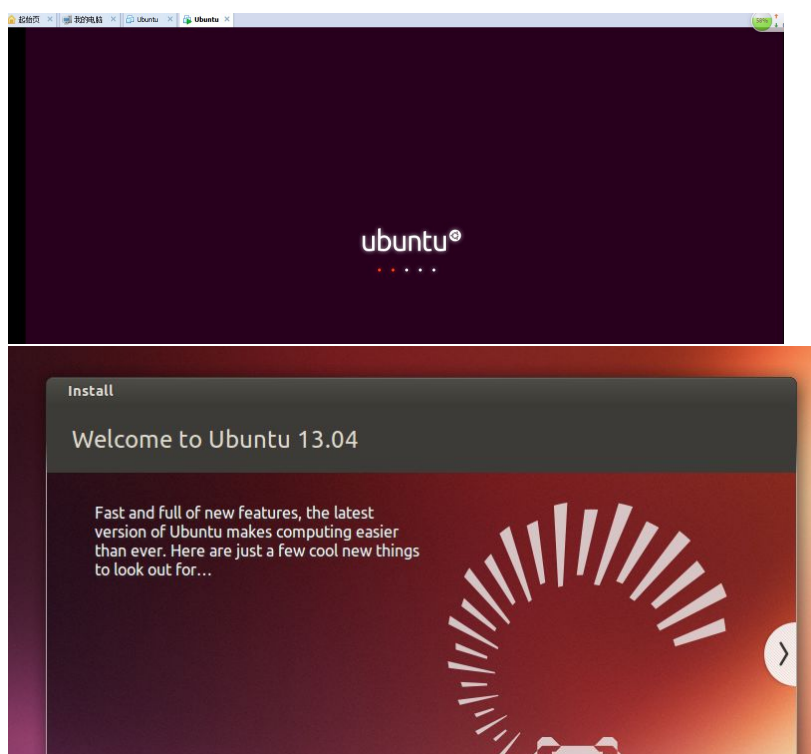 起始页 × 我的电脑 × Ubuntu × Ubuntu ×
50%
ubuntu
Install
Welcome to Ubuntu 13.04
Fast and full of new features, the latest
version of Ubuntu makes computing easier
than ever. Here are just a few cool new things
to look out for...